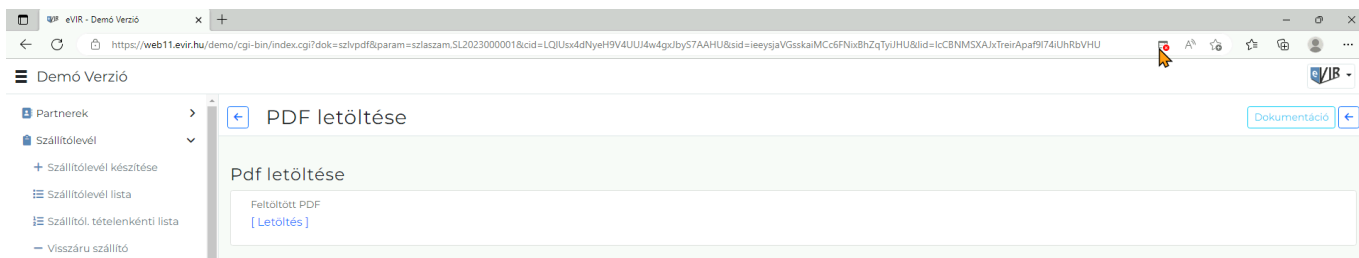 eVIR - Demó Verzió
https://web11.evir.hu/demo/cgi-bin/index.cgi?dok=szlvpdf&param=szlaszam,SL2023000001&cid=LQIUsx4dNyeH9V4UUJ4w4gxJbyS7AAHU&sid=ieeysjaVGsskaiMCc6FNixBhZqTyiJHU&lid=IcCBNMSXAJxTreirApaf9I74iUhRbVHU
Demó Verzió
eVIR
Partnerek
PDF letöltése
Dokumentáció
Szállítólevél
Szállítólevél készítése
Pdf letöltése
Szállítólevél lista
Feltöltött PDF
Szállítól. tételenkénti lista
[ Letöltés ]
Visszáru szállító